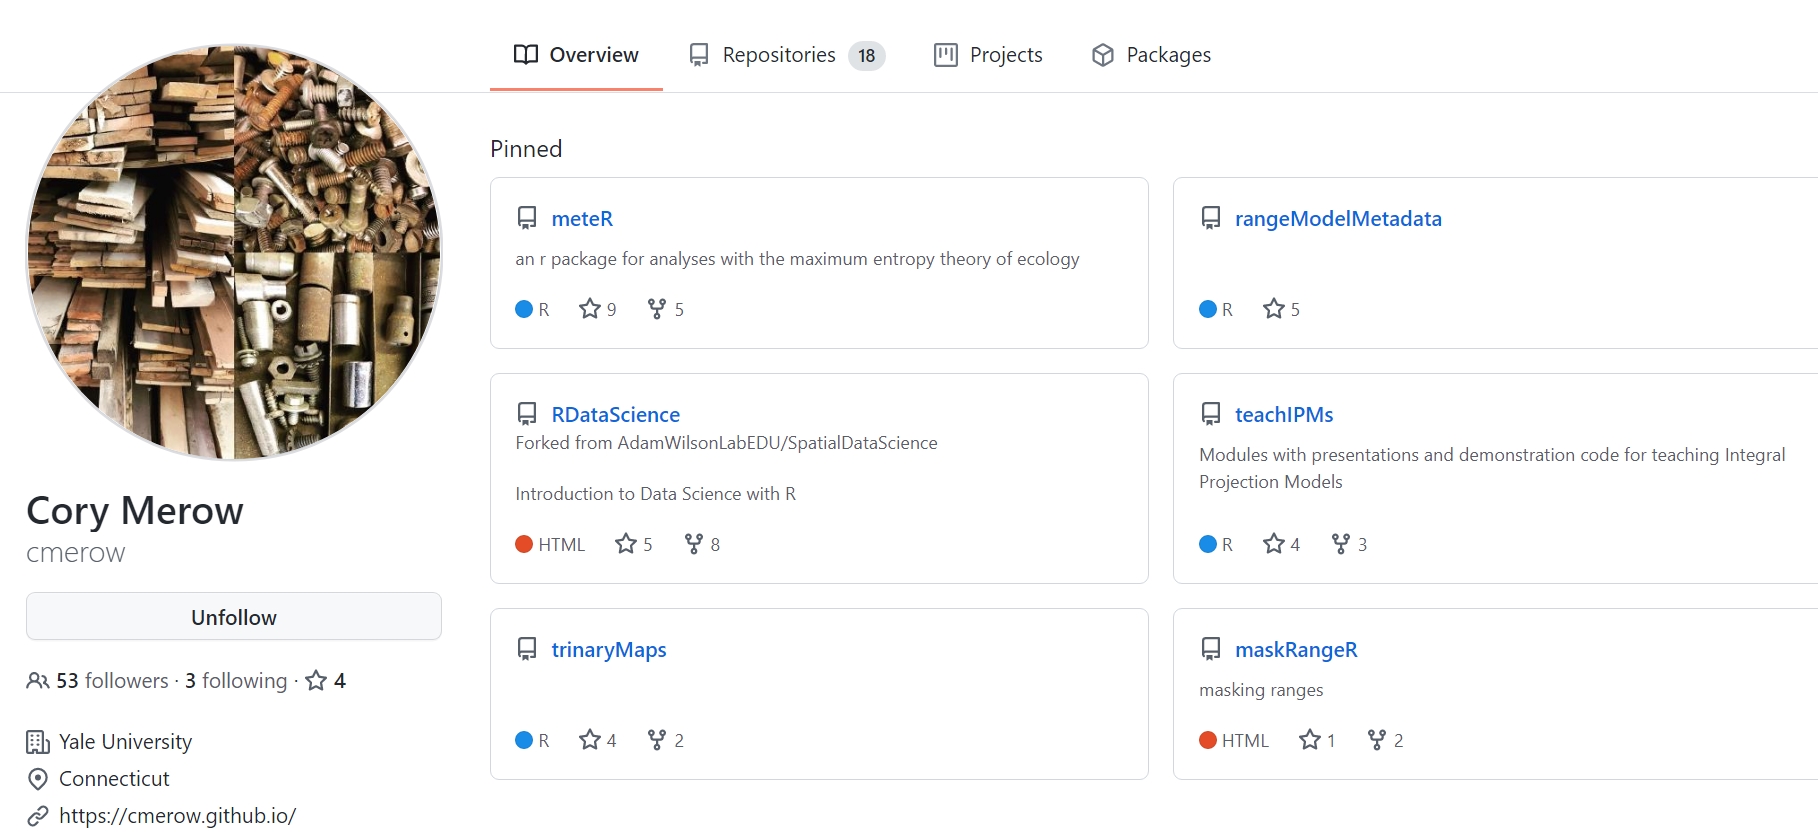 Overview
Repositories 18
Projects
Packages
Cory Merow
cmerow
Unfollow
53 followers · 3 following · 4
Yale University
Connecticut
https://cmerow.github.io/
Pinned
meteR
an r package for analyses with the maximum entropy theory of ecology
R 9 5
rangeModelMetadata
R 5
RDataScience
Forked from AdamWilsonLabEDU/SpatialDataScience
Introduction to Data Science with R
HTML 5 8
teachIPMs
Modules with presentations and demonstration code for teaching Integral
Projection Models
R 4 3
trinaryMaps
R 4 2
maskRangeR
masking ranges
HTML 1 2